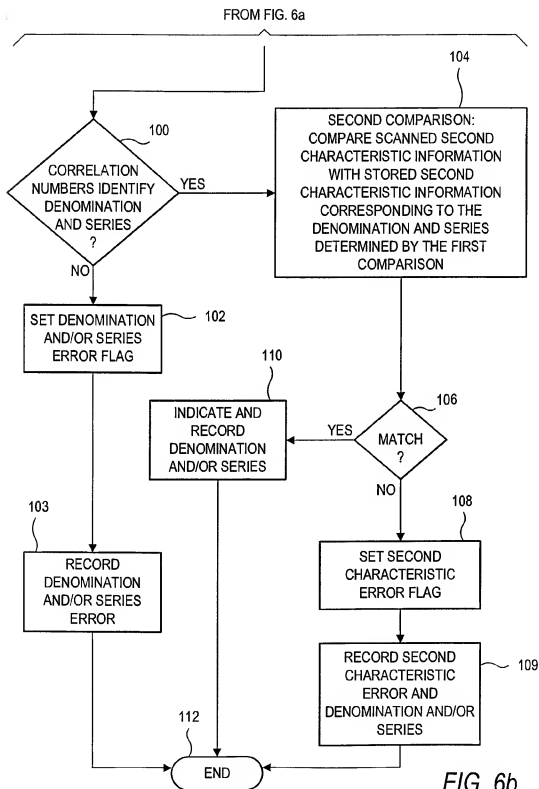 FROM FIG. 6a
100
CORRELATION
NUMBERS IDENTIFY
DENOMINATION
AND SERIES
?
YES
NO
104
SECOND COMPARISON:
COMPARE SCANNED SECOND
CHARACTERISTIC INFORMATION
WITH STORED SECOND
CHARACTERISTIC INFORMATION
CORRESPONDING TO THE
DENOMINATION AND SERIES
DETERMINED BY THE FIRST
COMPARISON
SET DENOMINATION
AND/OR SERIES
ERROR FLAG
102
110
INDICATE AND
RECORD
DENOMINATION
AND/OR SERIES
YES
106
MATCH
?
NO
108
SET SECOND
CHARACTERISTIC
ERROR FLAG
103
RECORD
DENOMINATION
AND/OR SERIES
ERROR
RECORD SECOND
CHARACTERISTIC
ERROR AND
DENOMINATION AND/OR
SERIES
109
112
END
FIG. 6b